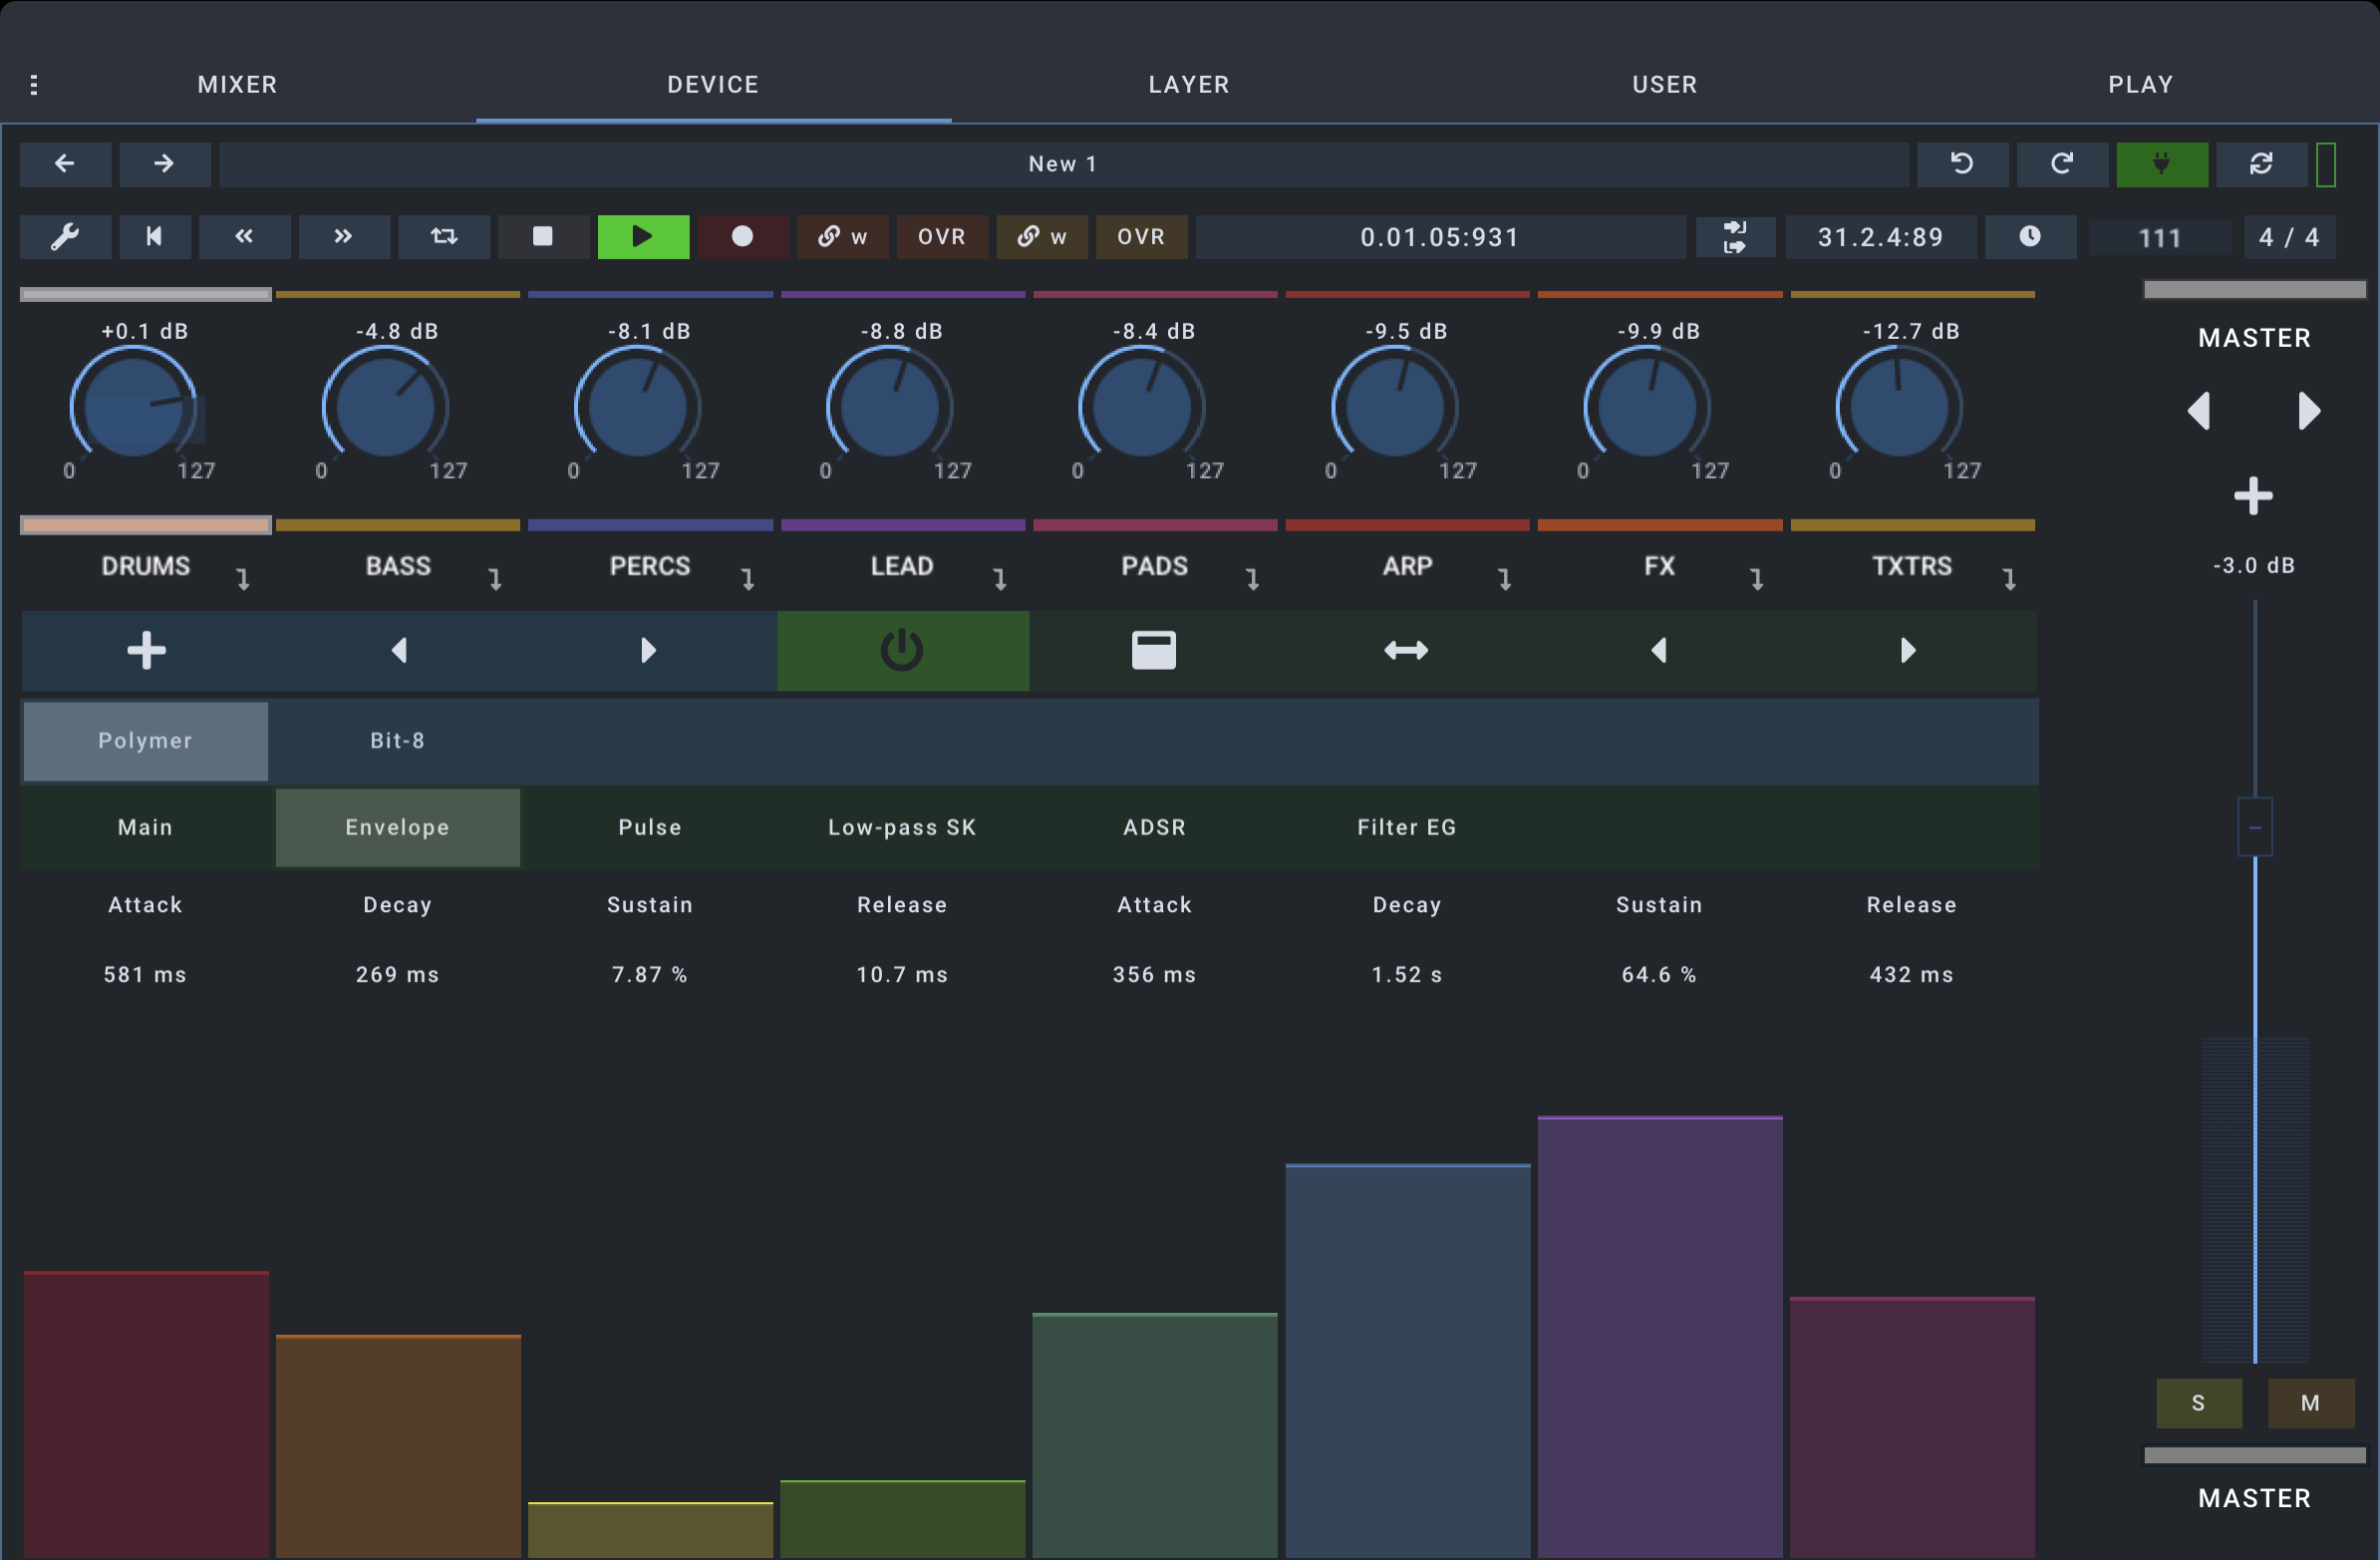 MIXER DEVICE LAYER USER PLAY
New 1
w OVR w OVR 0.01.05:931 31.2.4:89 111 4 / 4
+0.1 dB -4.8 dB -8.1 dB -8.8 dB -8.4 dB -9.5 dB -9.9 dB -12.7 dB
MASTER
0 127 0 127 0 127 0 127 0 127 0 127 0 127 0 127
DRUMS BASS PERCS LEAD PADS ARP FX TXTRS
-3.0 dB
Polymer Bit-8
Main Envelope Pulse Low-pass SK ADSR Filter EG
Attack Decay Sustain Release Attack Decay Sustain Release
581 ms 269 ms 7.87 % 10.7 ms 356 ms 1.52 s 64.6 % 432 ms
S M
MASTER